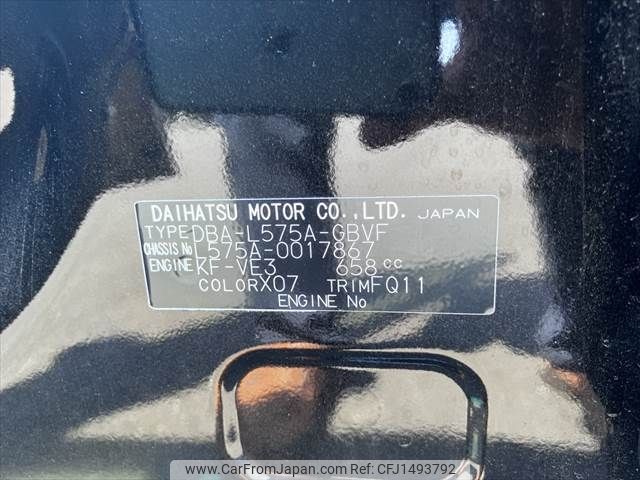 DAIHATSU MOTOR CO.,LTD. JAPAN
TYPE DBA-L575A-GBVF
CHASSIS No L575A-0017867
ENGINE KF-VE3 658 cc
COLOR X07 TRIM FQ11
ENGINE No
www.CarFromJapan.com | ID:CFJ1493792